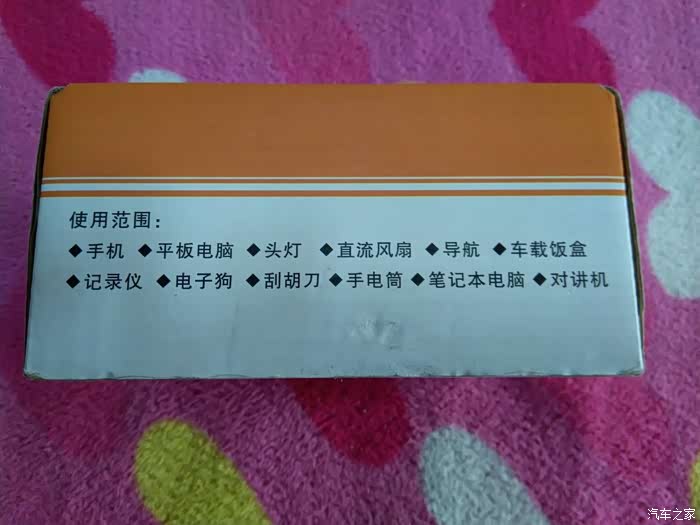 使用范围：
◆手机 ◆平板电脑 ◆头灯 ◆直流风扇 ◆导航 ◆车载饭盒
◆记录仪 ◆电子狗 ◆刮胡刀 ◆手电筒 ◆笔记本电脑 ◆对讲机
汽车之家